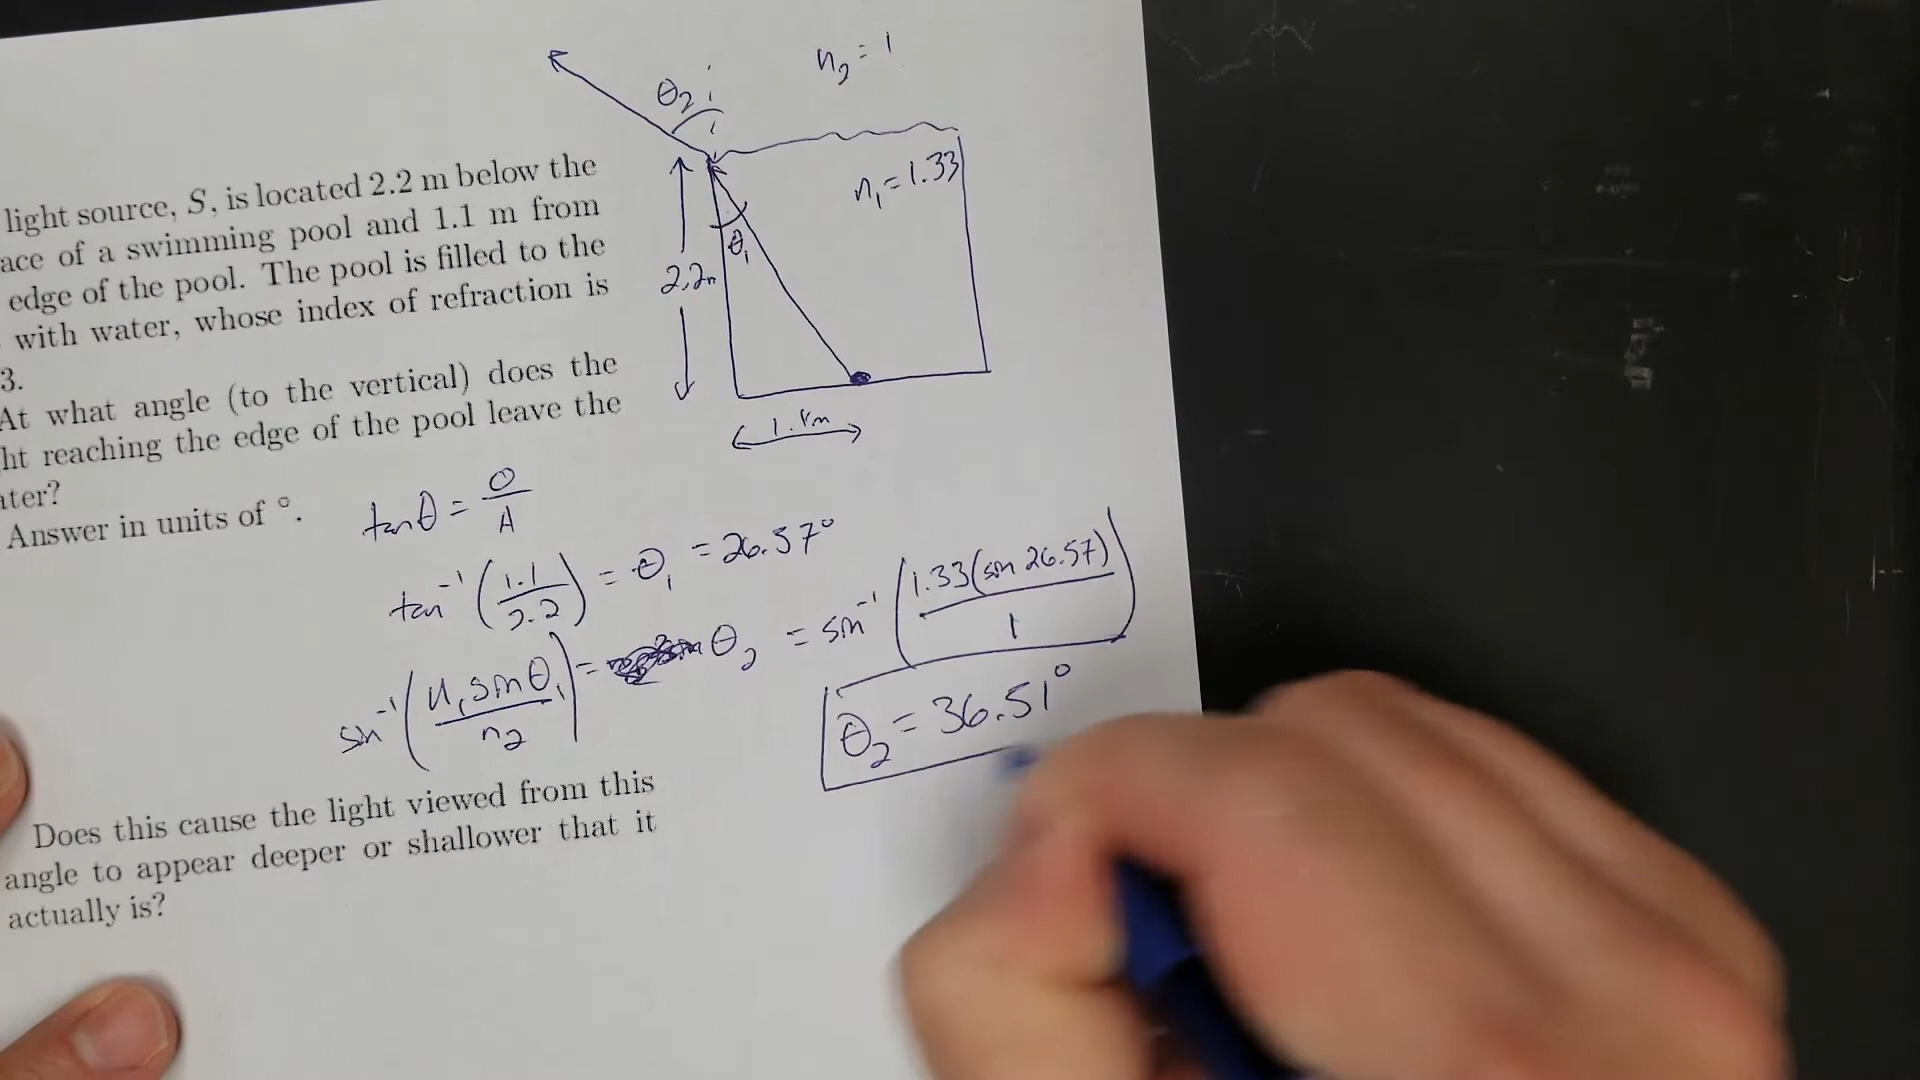 light source, S, is located 2.2 m below the
ace of a swimming pool and 1.1 m from
edge of the pool. The pool is filled to the
with water, whose index of refraction is
3.
At what angle (to the vertical) does the
ht reaching the edge of the pool leave the
ater?
Answer in units of °.
n₂ = 1
θ₂
n₁ = 1.33
θ₁
2.2m
1.1m
tanθ = O/A
tan⁻¹(1.1/2.2) = θ₁ = 26.57°
sin⁻¹(n₁ sinθ₁/n₂) = θ₂ = sin⁻¹(1.33(sin 26.57)/1)
θ₂ = 36.51°
Does this cause the light viewed from this
angle to appear deeper or shallower that it
actually is?